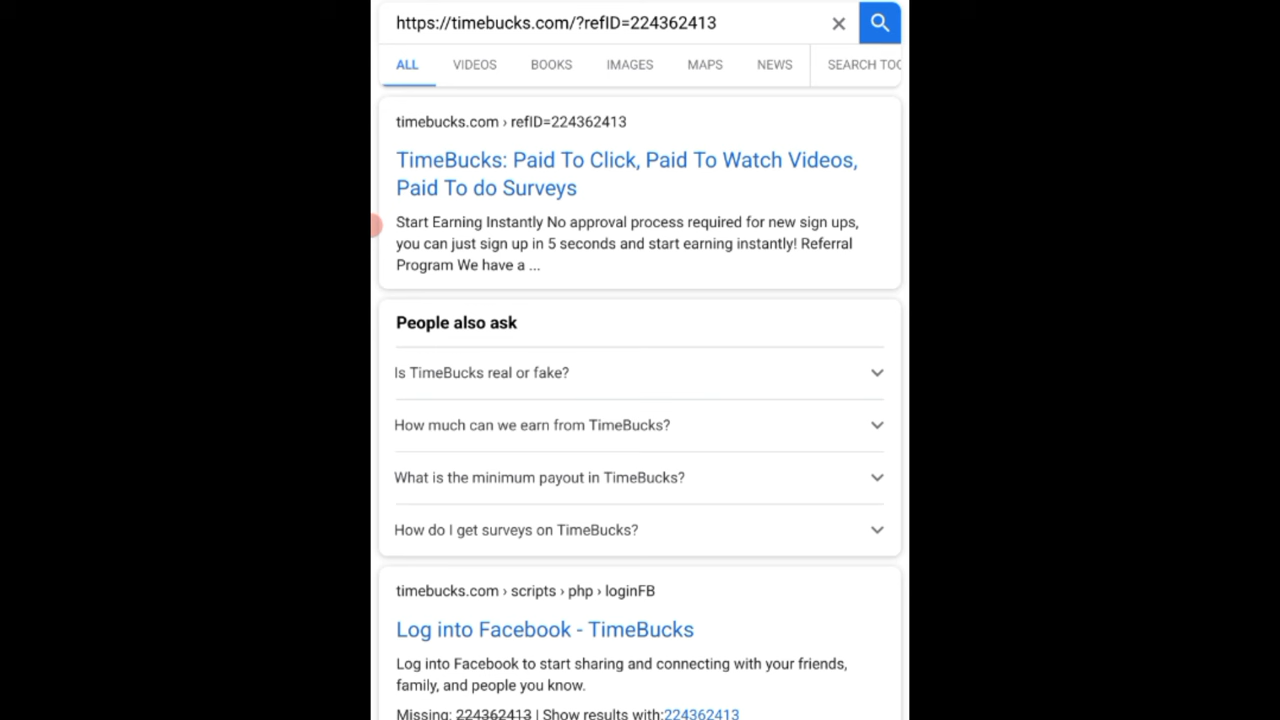 https://timebucks.com/?refID=224362413
ALL VIDEOS BOOKS IMAGES MAPS NEWS SEARCH TOO
timebucks.com › refID=224362413
TimeBucks: Paid To Click, Paid To Watch Videos,
Paid To do Surveys
Start Earning Instantly No approval process required for new sign ups,
you can just sign up in 5 seconds and start earning instantly! Referral
Program We have a ...
People also ask
Is TimeBucks real or fake?
How much can we earn from TimeBucks?
What is the minimum payout in TimeBucks?
How do I get surveys on TimeBucks?
timebucks.com › scripts › php › loginFB
Log into Facebook - TimeBucks
Log into Facebook to start sharing and connecting with your friends,
family, and people you know.
Missing: 224362413 | Show results with:224362413